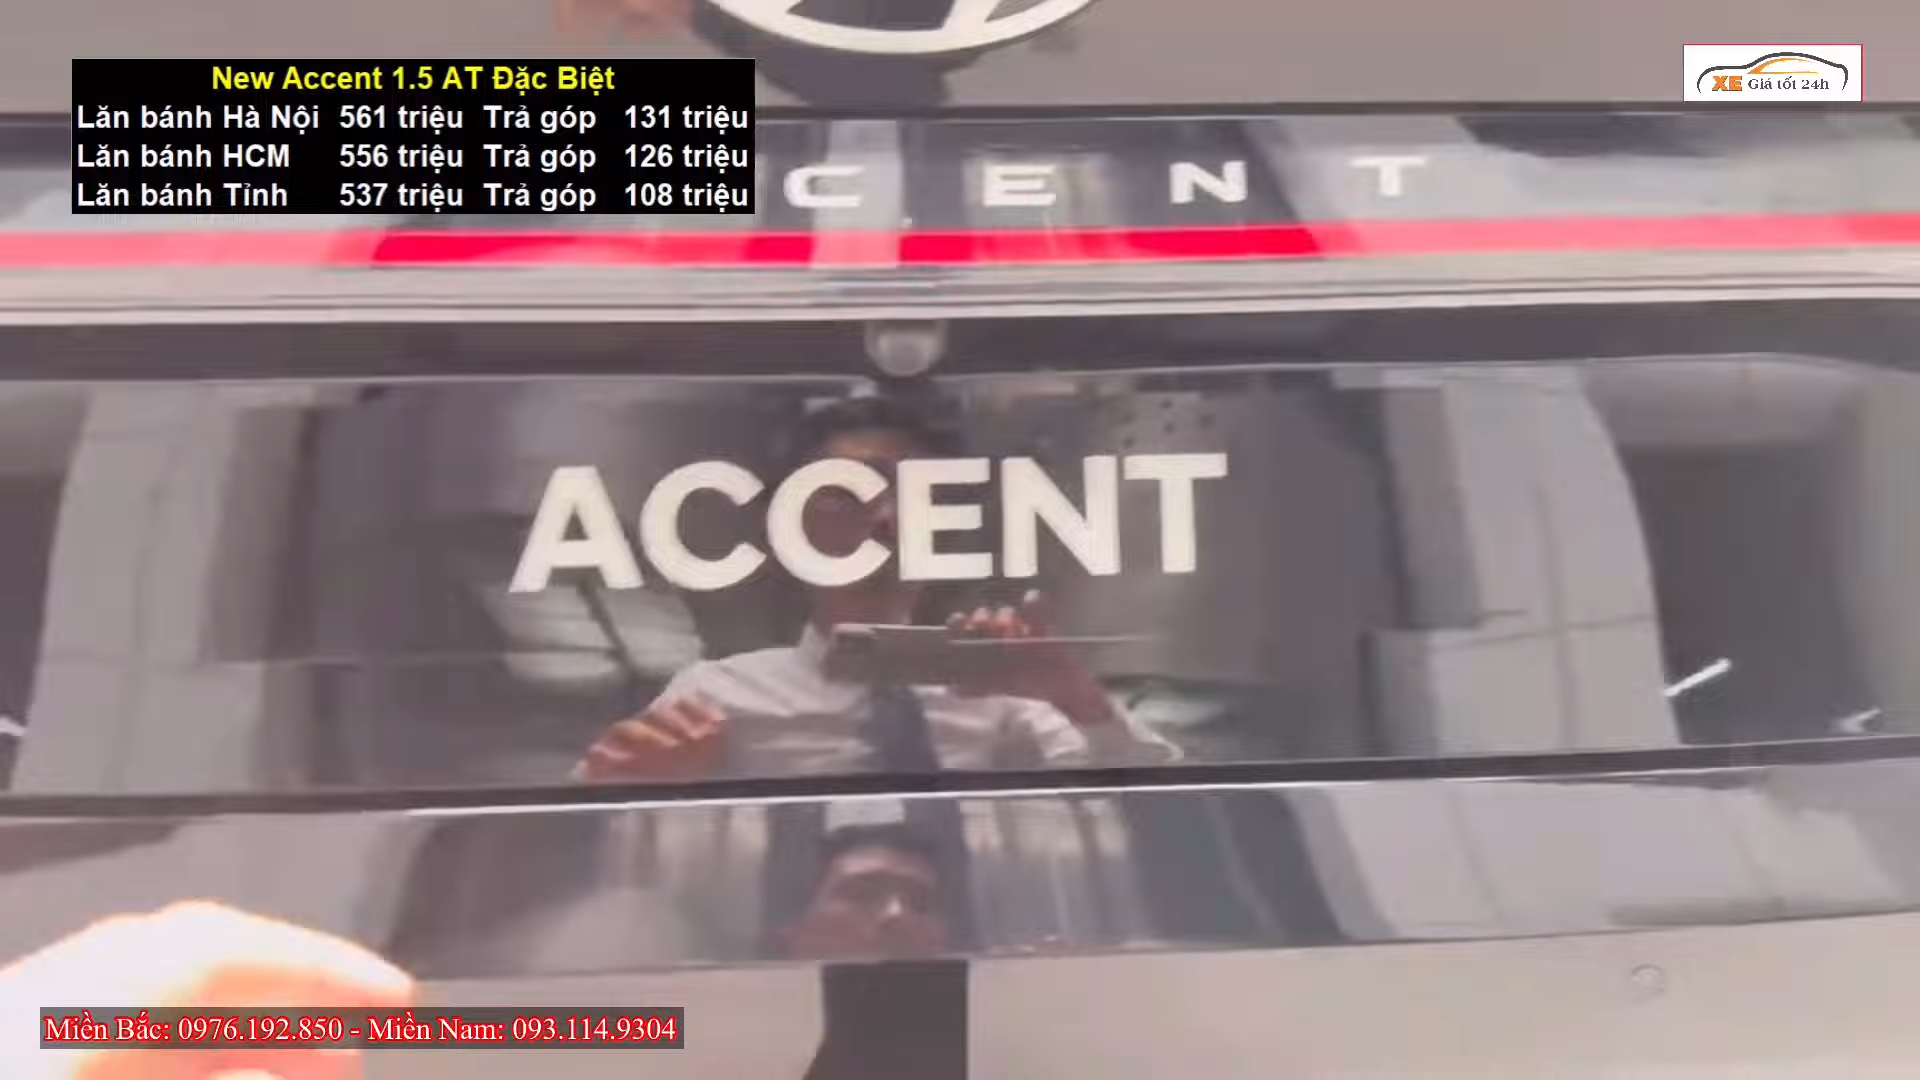 New Accent 1.5 AT Đặc Biệt
Lăn bánh Hà Nội 561 triệu Trả góp 131 triệu
Lăn bánh HCM 556 triệu Trả góp 126 triệu
Lăn bánh Tỉnh 537 triệu Trả góp 108 triệu
XE Giá tốt 24h
CENT
ACCENT
Miền Bắc: 0976.192.850 - Miền Nam: 093.114.9304